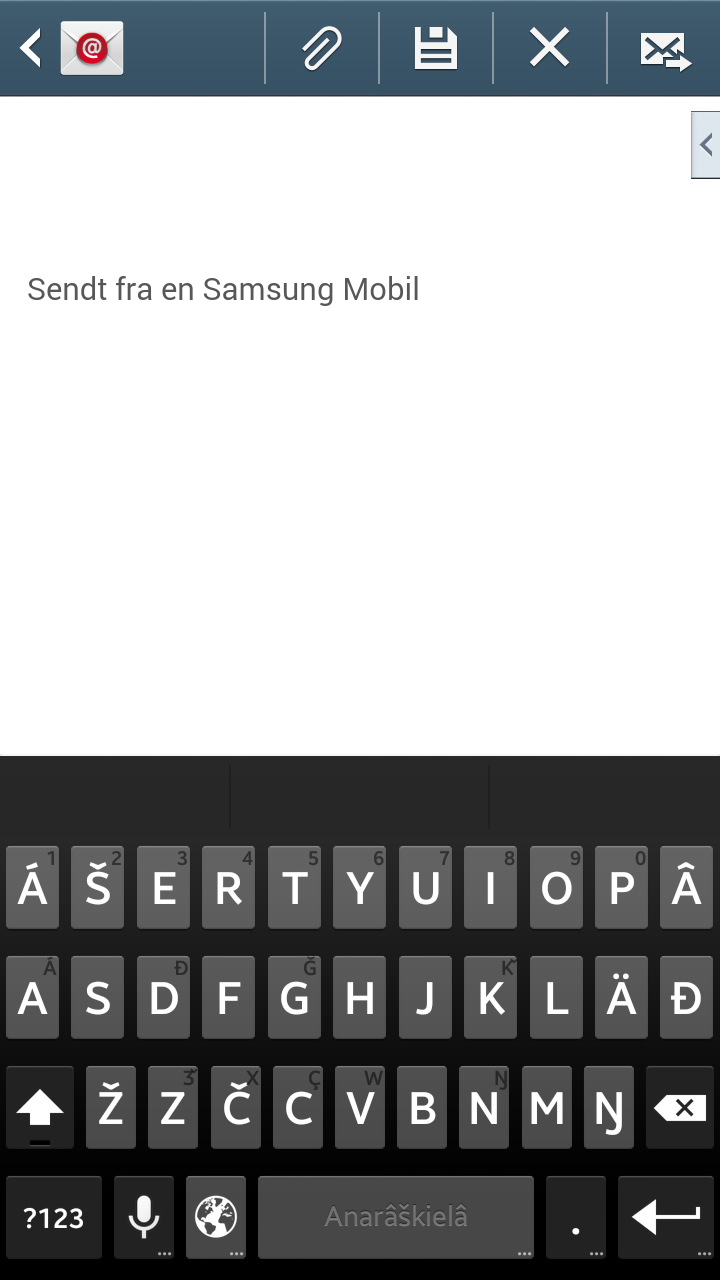 @
Sendt fra en Samsung Mobil
1 2 3 4 5 6 7 8 9 0
Á Š E R T Y U I O P Â
Á Đ Ǧ Ǩ
A S D F G H J K L Ä Đ
Ǯ X Ç W Ŋ
Ž Z Č C V B N M Ŋ
?123 Anarâškielâ .